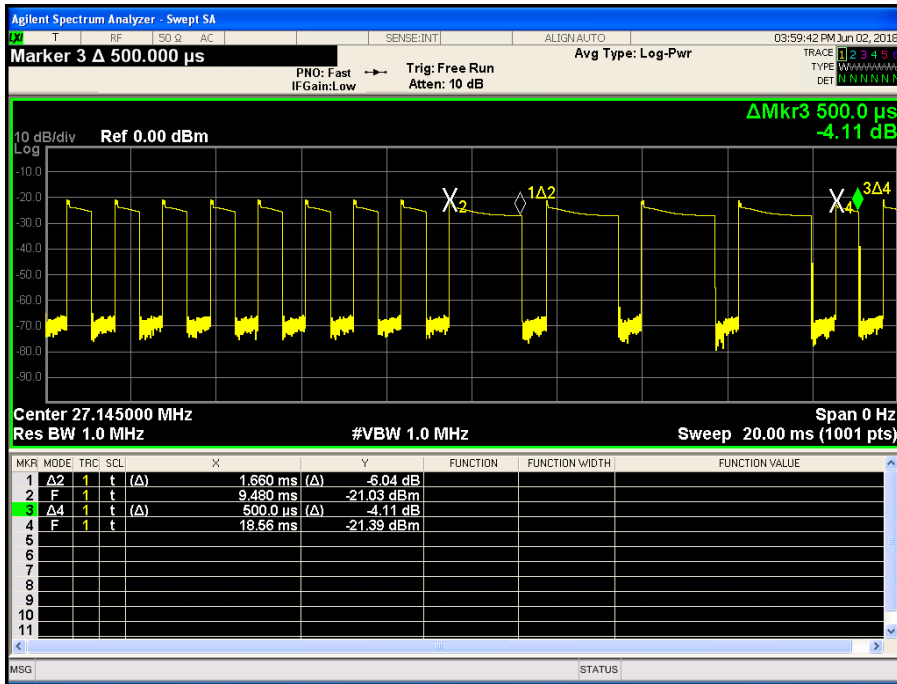 Agilent Spectrum Analyzer - Swept SA
LXI T RF 50 Ω AC SENSE:INT ALIGN AUTO 03:59:42 PM Jun 02, 2018
Marker 3 Δ 500.000 µs
PNO: Fast
IFGain:Low
Trig: Free Run
Atten: 10 dB
Avg Type: Log-Pwr
TRACE 1 2 3 4 5 6
TYPE
DET N N N N N
ΔMkr3 500.0 µs
-4.11 dB
10 dB/div Ref 0.00 dBm
Log
-10.0
-20.0
-30.0
-40.0
-50.0
-60.0
-70.0
-80.0
-90.0
X2 1Δ2 X4 3Δ4
Center 27.145000 MHz Span 0 Hz
Res BW 1.0 MHz #VBW 1.0 MHz Sweep 20.00 ms (1001 pts)
MKR MODE TRC SCL X Y FUNCTION FUNCTION WIDTH FUNCTION VALUE
1 Δ2 1 t (Δ) 1.660 ms (Δ) -6.04 dB
2 F 1 t 9.480 ms -21.03 dBm
3 Δ4 1 t (Δ) 500.0 µs (Δ) -4.11 dB
4 F 1 t 18.56 ms -21.39 dBm
5
6
7
8
9
10
11
MSG STATUS